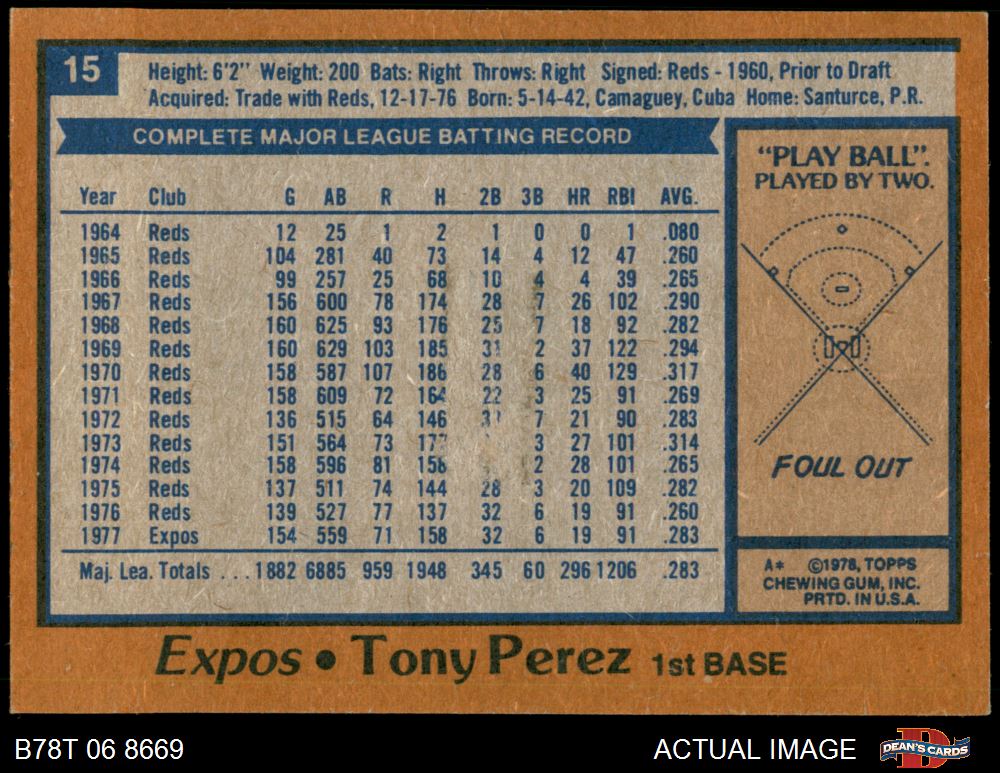 15
Height: 6'2" Weight: 200 Bats: Right Throws: Right Signed: Reds - 1960, Prior to Draft
Acquired: Trade with Reds, 12-17-76 Born: 5-14-42, Camaguey, Cuba Home: Santurce, P.R.
COMPLETE MAJOR LEAGUE BATTING RECORD
Year Club G AB R H 2B 3B HR RBI AVG.
1964 Reds 12 25 1 2 1 0 0 1 .080
1965 Reds 104 281 40 73 14 4 12 47 .260
1966 Reds 99 257 25 68 10 4 4 39 .265
1967 Reds 156 600 78 174 28 7 26 102 .290
1968 Reds 160 625 93 176 25 7 18 92 .282
1969 Reds 160 629 103 185 31 2 37 122 .294
1970 Reds 158 587 107 186 28 6 40 129 .317
1971 Reds 158 609 72 164 22 3 25 91 .269
1972 Reds 136 515 64 146 7 21 90 .283
1973 Reds 151 564 73 3 27 101 .314
1974 Reds 158 596 81 158 2 28 101 .265
1975 Reds 137 511 74 144 28 3 20 109 .282
1976 Reds 139 527 77 137 32 6 19 91 .260
1977 Expos 154 559 71 158 32 6 19 91 .283
Maj. Lea. Totals ... 1882 6885 959 1948 345 60 296 1206 .283
"PLAY BALL".
PLAYED BY TWO.
FOUL OUT
A* ©1978, TOPPS
CHEWING GUM, INC.
PRTD. IN U.S.A.
Expos • Tony Perez 1st BASE
B78T 06 8669 ACTUAL IMAGE
DEAN'S CARDS